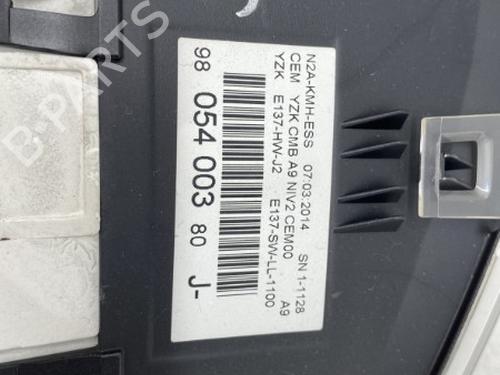 N2A-KMH-ESS 07:03:2014 SN 1-1128
CEM YZK CMB A9 NIV2 CEM00 A9
YZK E137-HW-J2 E137-SW-LL-1100
98 054 003 80 J-
PARTS